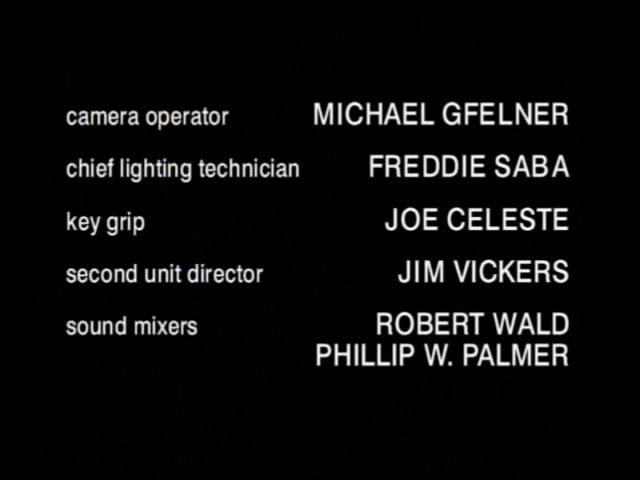 camera operator MICHAEL GFELNER
chief lighting technician FREDDIE SABA
key grip JOE CELESTE
second unit director JIM VICKERS
sound mixers ROBERT WALD
PHILLIP W. PALMER